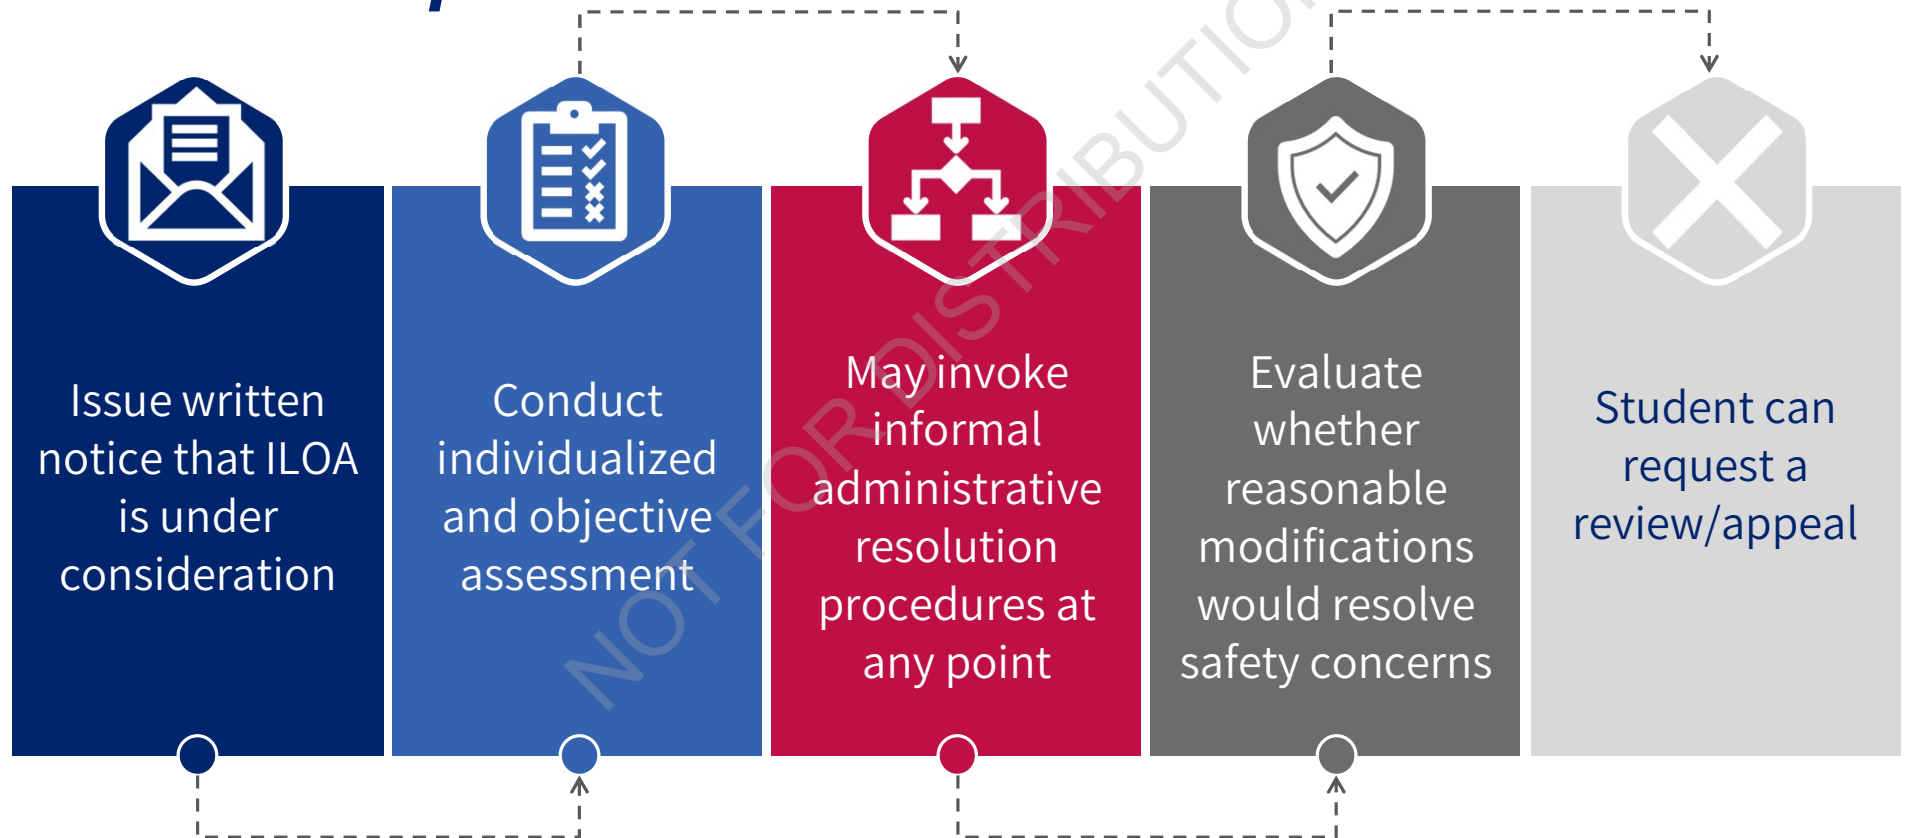 Issue written
notice that ILOA
is under
consideration
Conduct
individualized
and objective
assessment
May invoke
informal
administrative
resolution
procedures at
any point
Evaluate
whether
reasonable
modifications
would resolve
safety concerns
Student can
request a
review/appeal
NOT FOR DISTRIBUTION